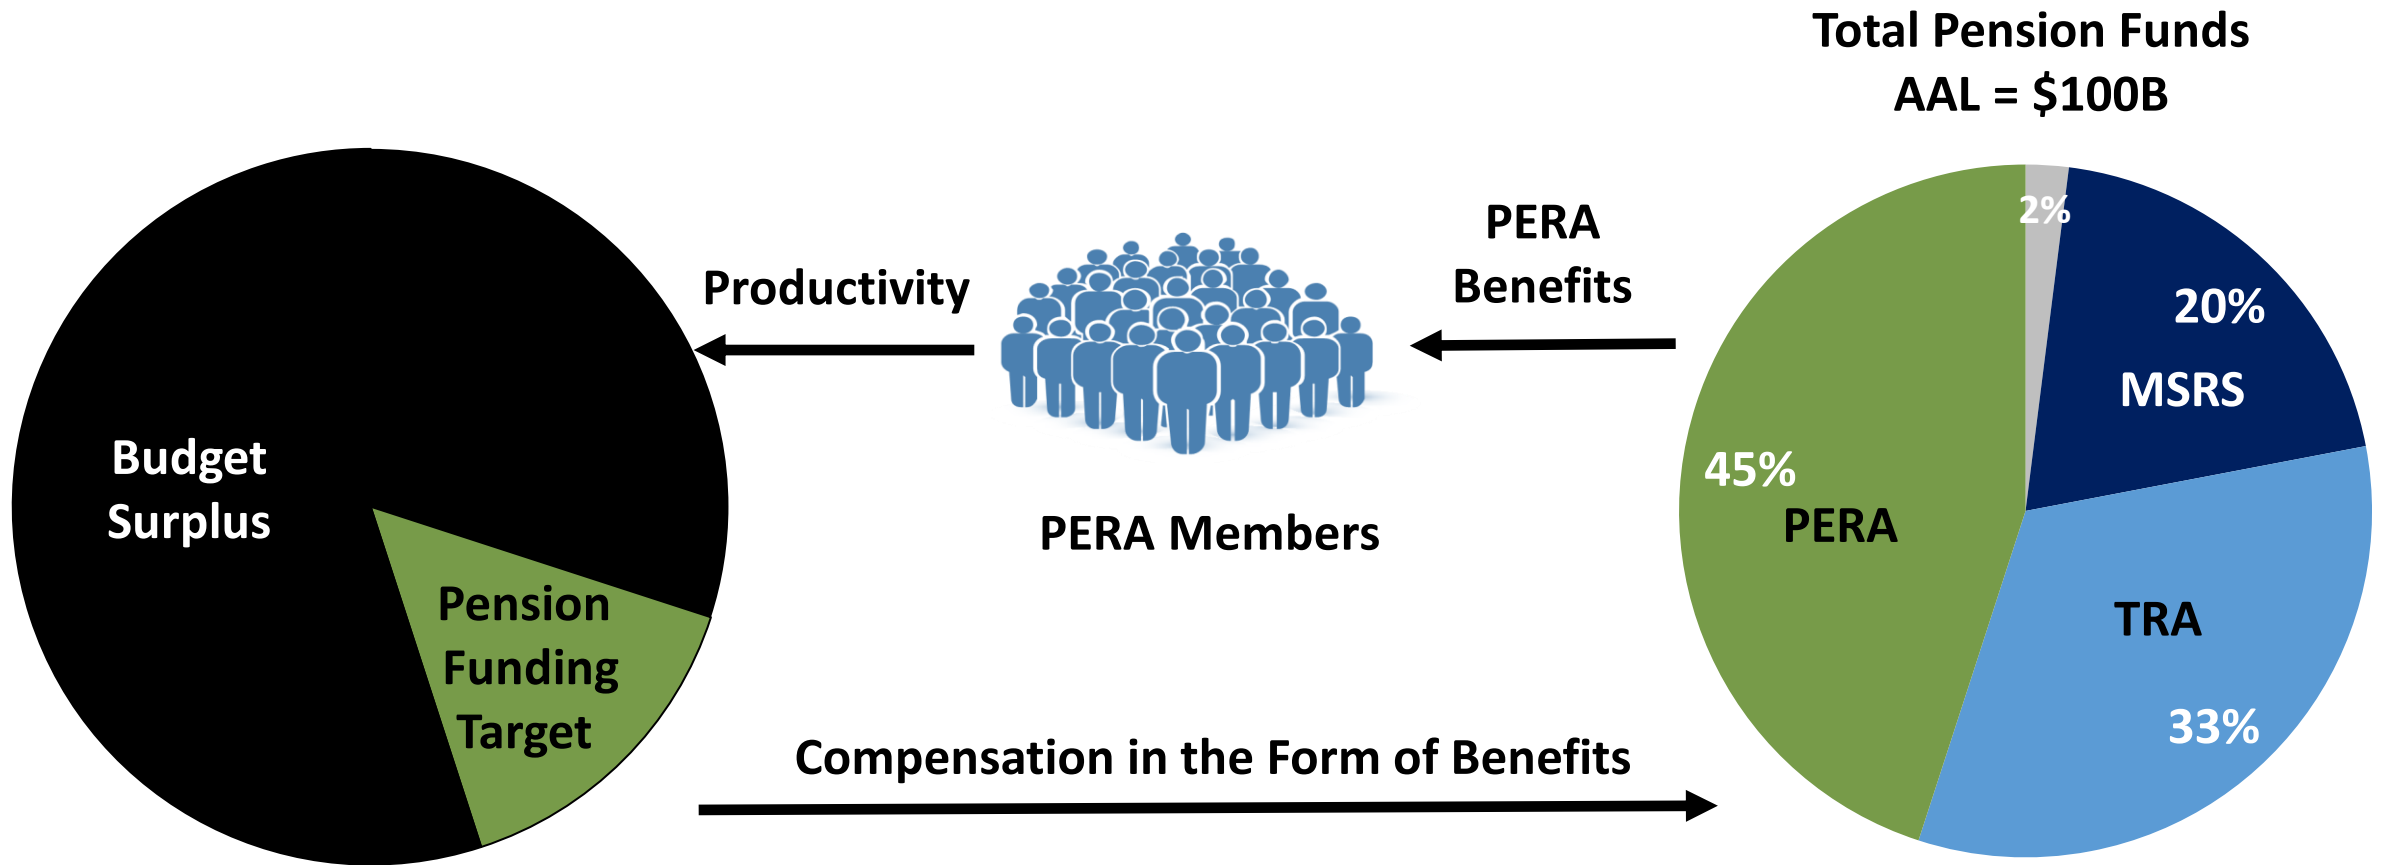 Total Pension Funds
AAL = $100B
Budget
Surplus
Pension
Funding
Target
Productivity
PERA Members
PERA
Benefits
Compensation in the Form of Benefits
2%
20%
MSRS
45%
PERA
TRA
33%